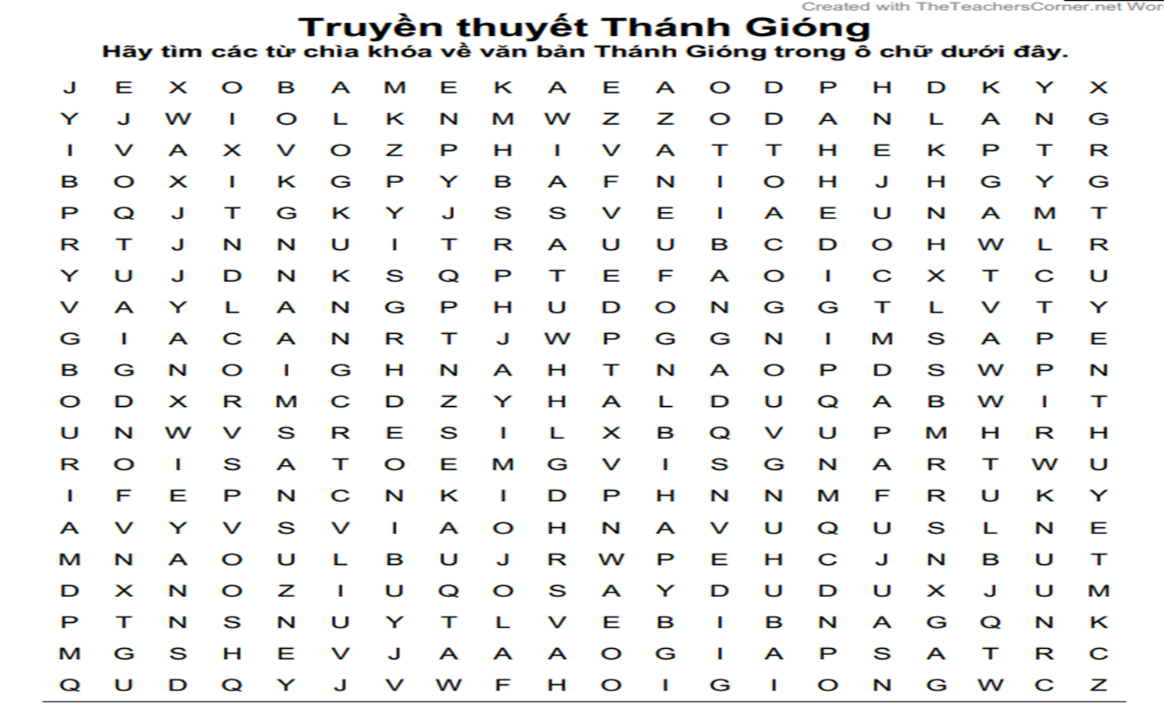 Created with TheTeachersCorner.net Wor
Truyền thuyết Thánh Gióng
Hãy tìm các từ chìa khóa về văn bản Thánh Gióng trong ô chữ dưới đây.
J E X O B A M E K A E A O D P H D K Y X
Y J W I O L K N M W Z Z O D A N L A N G
I V A X V O Z P H I V A T T H E K P T R
B O X I K G P Y B A F N I O H J H G Y G
P Q J T G K Y J S S V E I A E U N A M T
R T J N N U I T R A U U B C D O H W L R
Y U J D N K S Q P T E F A O I C X T C U
V A Y L A N G P H U D O N G G T L V T Y
G I A C A N R T J W P G G N I M S A P E
B G N O I G H N A H T N A O P D S W P N
O D X R M C D Z Y H A L D U Q A B W I T
U N W V S R E S I L X B Q V U P M H R H
R O I S A T O E M G V I S G N A R T W U
I F E P N C N K I D P H N N M F R U K Y
A V Y V S V I A O H N A V U Q U S L N E
M N A O U L B U J R W P E H C J N B U T
D X N O Z I U Q O S A Y D U D U X J U M
P T N S N U Y T L V E B I B N A G Q N K
M G S H E V J A A A O G I A P S A T R C
Q U D Q Y J V W F H O I G I O N G W C Z